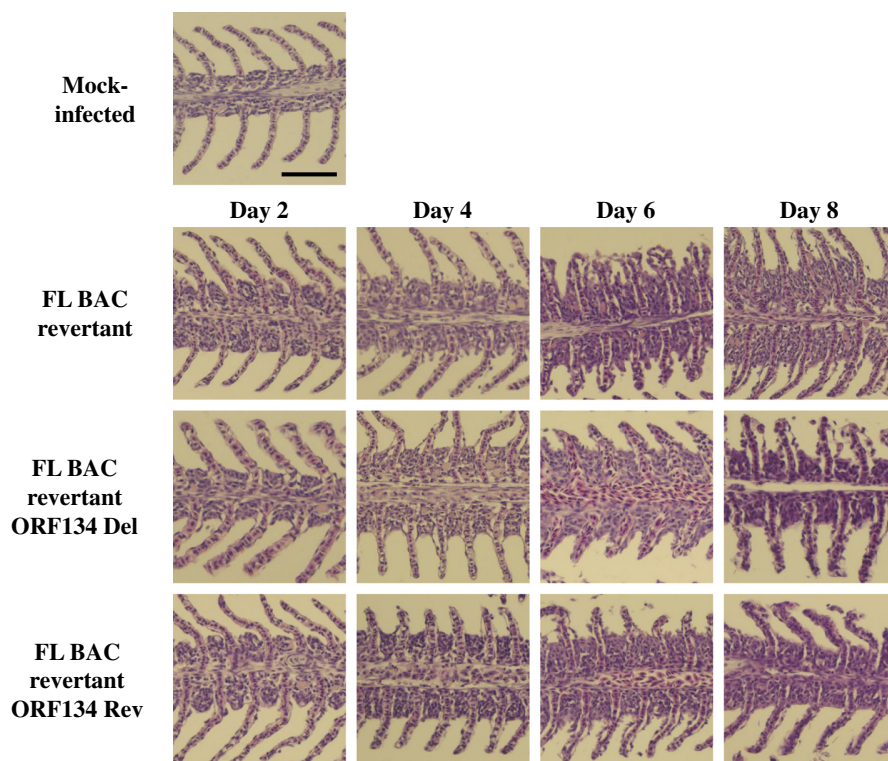 Mock-
infected
Day 2
Day 4
Day 6
Day 8
FL BAC
revertant
FL BAC
revertant
ORF134 Del
FL BAC
revertant
ORF134 Rev